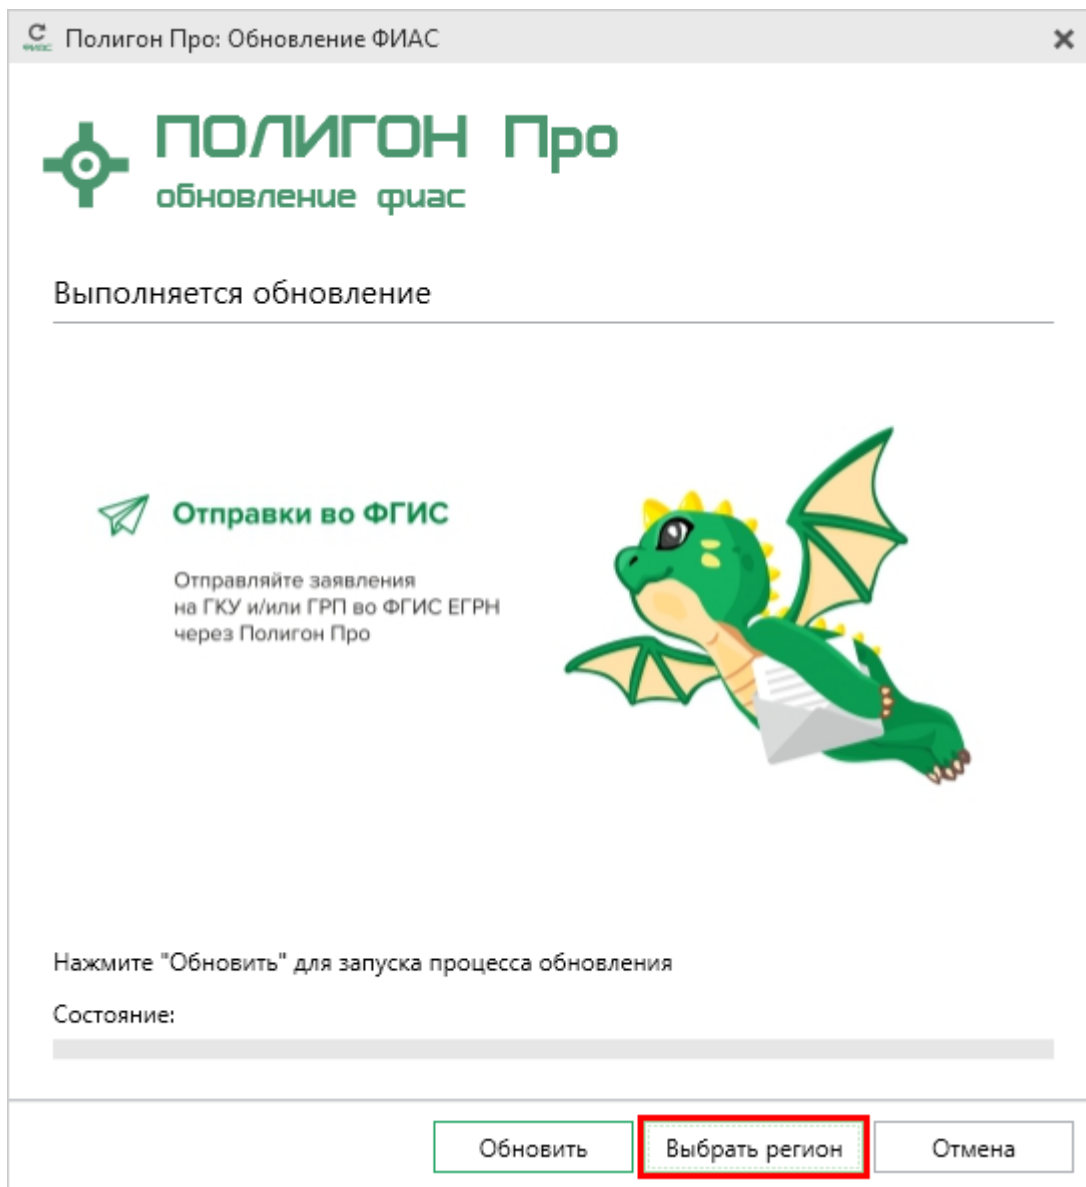 Полигон Про: Обновление ФИАС
ПОЛИГОН Про
обновление фиас
Выполняется обновление
Отправки во ФГИС
Отправляйте заявления
на ГКУ и/или ГРП во ФГИС ЕГРН
через Полигон Про
Нажмите "Обновить" для запуска процесса обновления
Состояние:
Обновить
Выбрать регион
Отмена